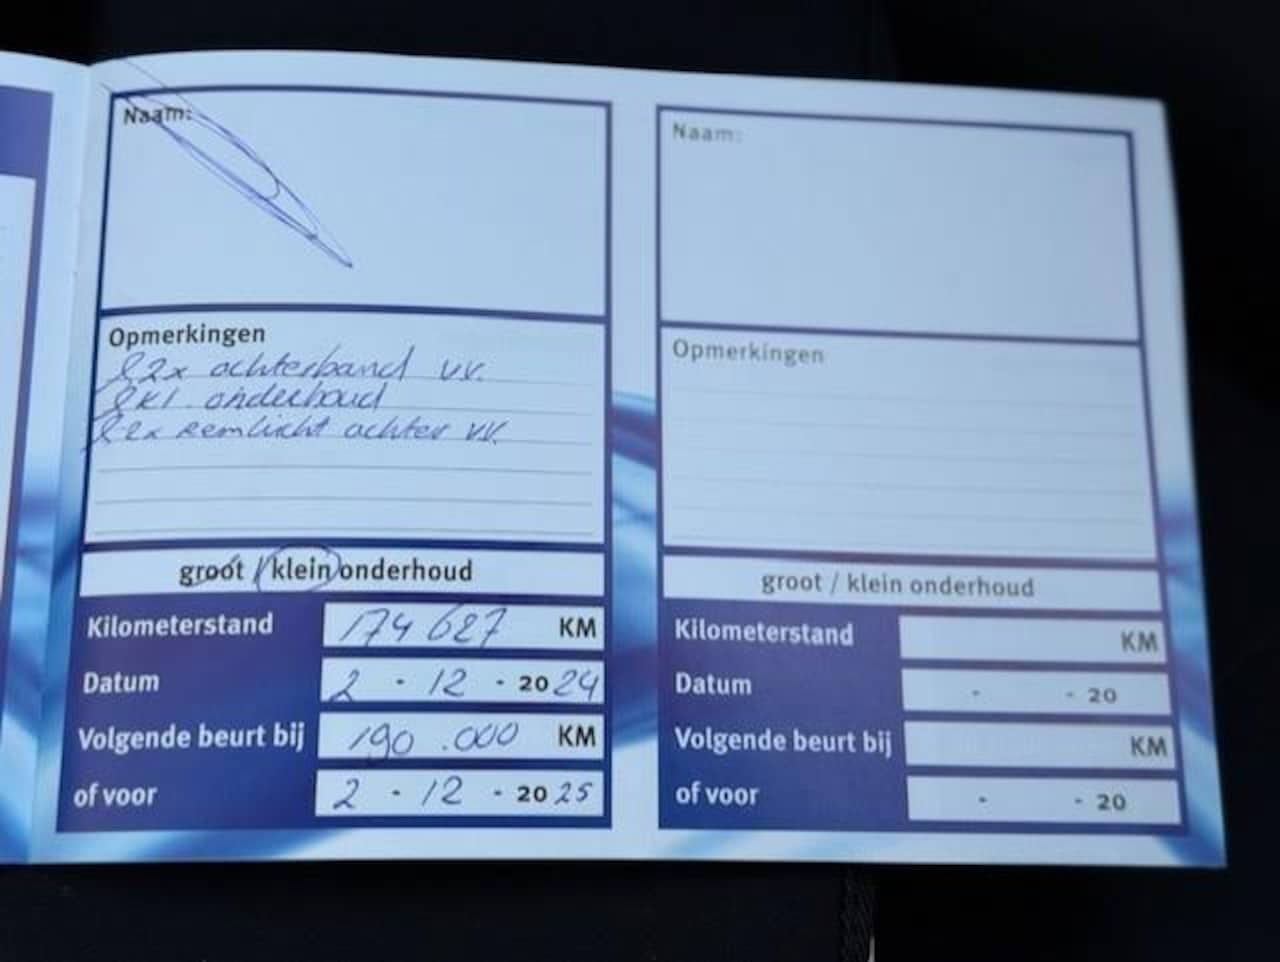 Naam:
Opmerkingen
2x achterband vv.
kl. onderhoud
2x remlicht achter vv.
groot / klein onderhoud
Kilometerstand 174 627 KM
Datum 2 - 12 - 2024
Volgende beurt bij 190.000 KM
of voor 2 - 12 - 2025
Naam:
Opmerkingen
groot / klein onderhoud
Kilometerstand KM
Datum - - 20
Volgende beurt bij KM
of voor - - 20